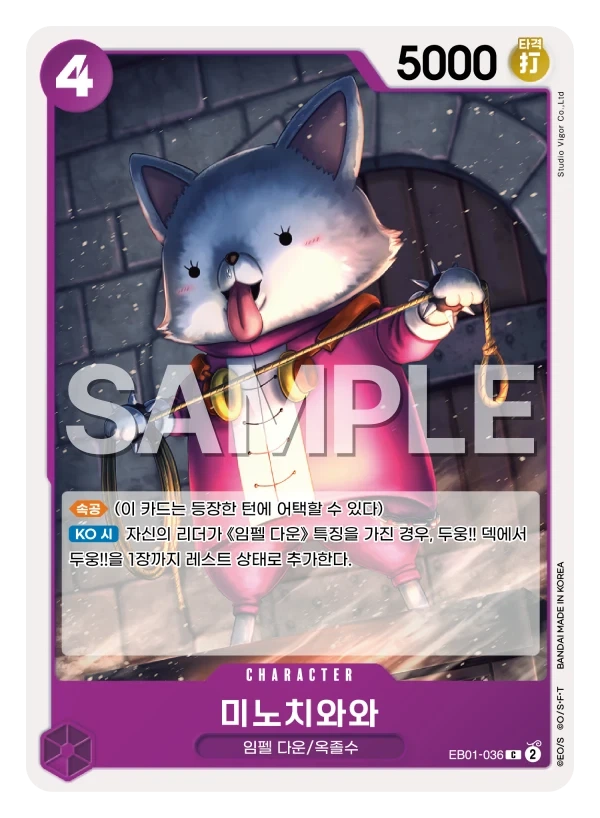 4
5000
타격
打
Studio Vigor Co.,Ltd
SAMPLE
속공 (이 카드는 등장한 턴에 어택할 수 있다)
KO 시 자신의 리더가 《임펠 다운》 특징을 가진 경우, 두웅!! 덱에서
두웅!!을 1장까지 레스트 상태로 추가한다.
CHARACTER
미노치와와
임펠 다운/옥졸수
EB01-036 C 2
©EO/S ©O/S·F·T BANDAI MADE IN KOREA